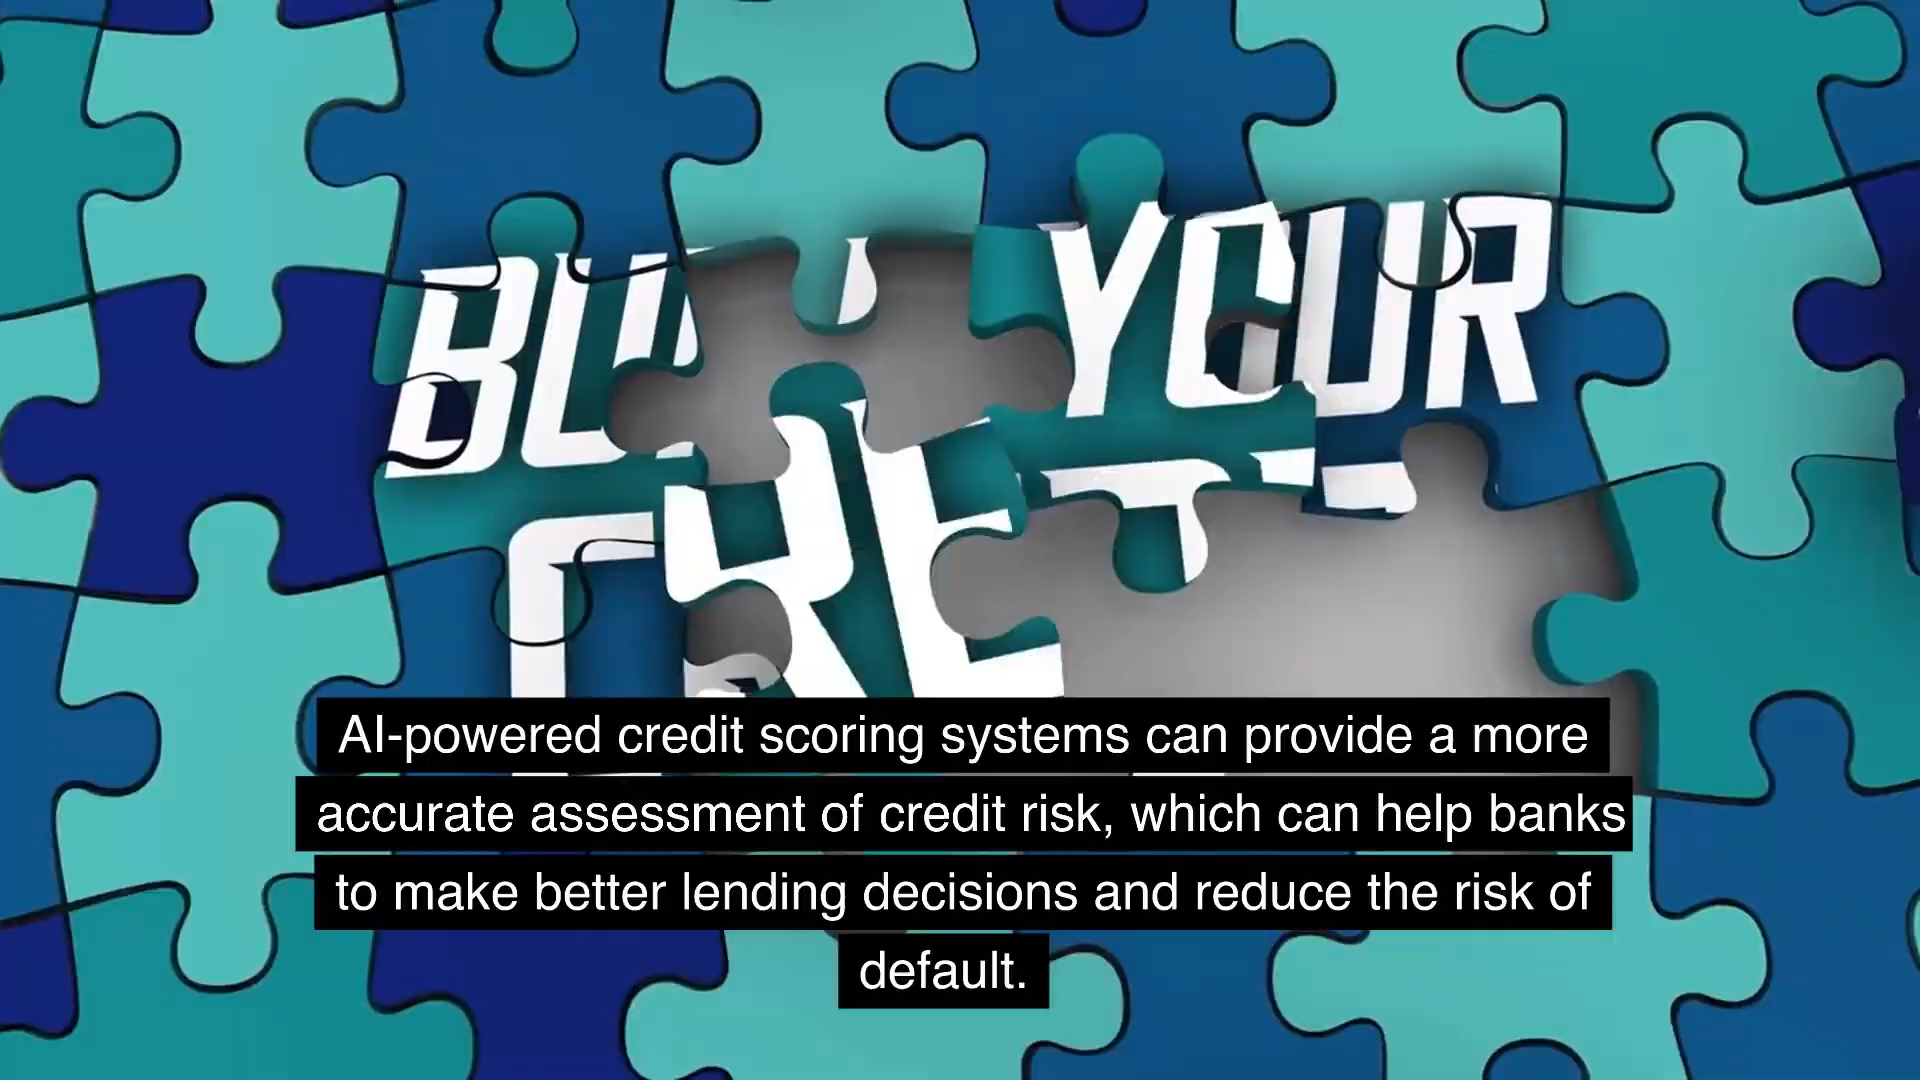 YOUR
AI-powered credit scoring systems can provide a more
accurate assessment of credit risk, which can help banks
to make better lending decisions and reduce the risk of
default.